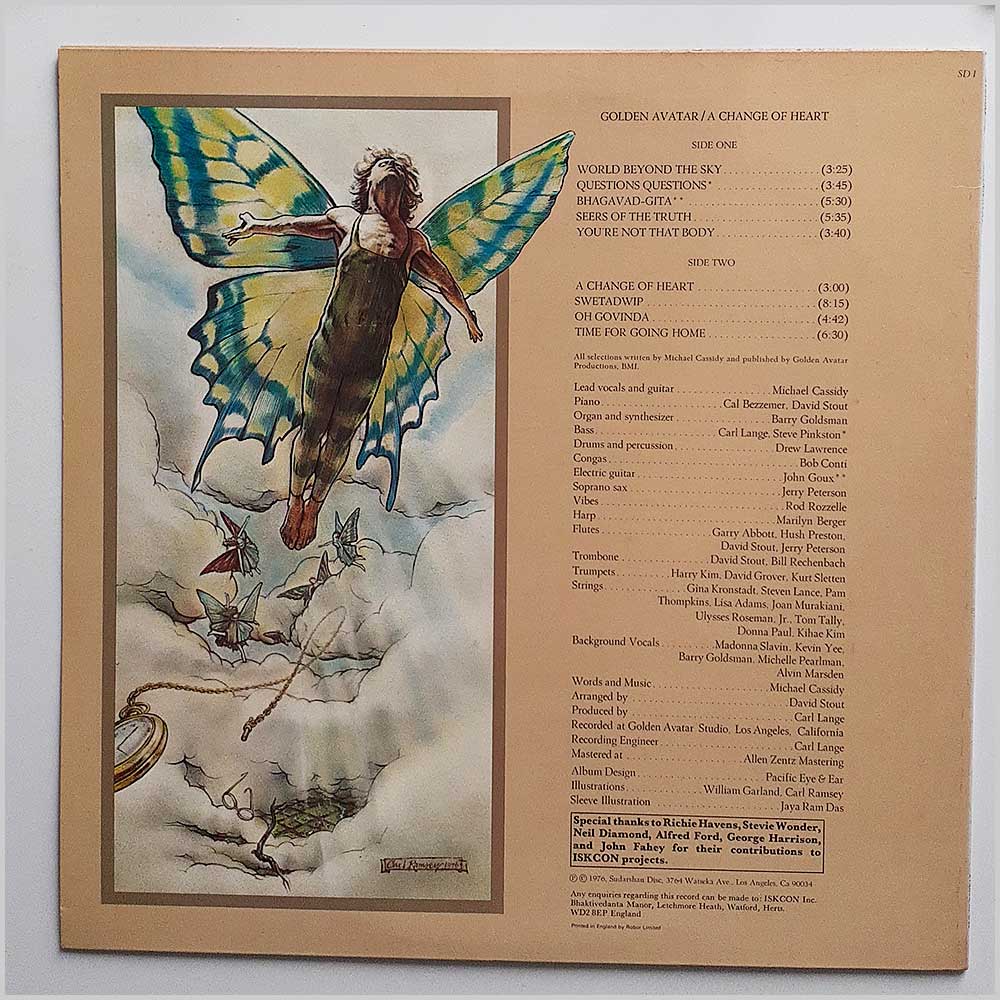 SD 1
GOLDEN AVATAR / A CHANGE OF HEART
SIDE ONE
WORLD BEYOND THE SKY . . . . . . . . . . . . . . (3:25)
QUESTIONS QUESTIONS* . . . . . . . . . . . . . . (3:45)
BHAGAVAD-GITA** . . . . . . . . . . . . . . . . . (5:30)
SEERS OF THE TRUTH . . . . . . . . . . . . . . . (5:35)
YOU'RE NOT THAT BODY . . . . . . . . . . . . . . (3:40)
SIDE TWO
A CHANGE OF HEART . . . . . . . . . . . . . . . (3:00)
SWETADWIP . . . . . . . . . . . . . . . . . . . (8:15)
OH GOVINDA . . . . . . . . . . . . . . . . . . . (4:42)
TIME FOR GOING HOME . . . . . . . . . . . . . . (6:30)
All selections written by Michael Cassidy and published by Golden Avatar
Productions, BMI.
Lead vocals and guitar . . . . . . . . . . Michael Cassidy
Piano . . . . . . . . . . . . . Cal Bezzemer, David Stout
Organ and synthesizer . . . . . . . . . . Barry Goldsman
Bass . . . . . . . . . . . . . Carl Lange, Steve Pinkston*
Drums and percussion . . . . . . . . . . . Drew Lawrence
Congas . . . . . . . . . . . . . . . . . . . . Bob Conti
Electric guitar . . . . . . . . . . . . . . John Goux**
Soprano sax . . . . . . . . . . . . . . . Jerry Peterson
Vibes . . . . . . . . . . . . . . . . . . . Rod Rozzelle
Harp . . . . . . . . . . . . . . . . . . . Marilyn Berger
Flutes . . . . . . . . . . . Garry Abbott, Hush Preston,
David Stout, Jerry Peterson
Trombone . . . . . . . . . David Stout, Bill Rechenbach
Trumpets . . . . . . Harry Kim, David Grover, Kurt Sletten
Strings . . . . . . . . Gina Kronstadt, Steven Lance, Pam
Thompkins, Lisa Adams, Joan Murakiani,
Ulysses Roseman, Jr., Tom Tally,
Donna Paul, Kihae Kim
Background Vocals . . . . . . Madonna Slavin, Kevin Yee,
Barry Goldsman, Michelle Pearlman,
Alvin Marsden
Words and Music . . . . . . . . . . . . . Michael Cassidy
Arranged by . . . . . . . . . . . . . . . . . David Stout
Produced by . . . . . . . . . . . . . . . . . Carl Lange
Recorded at Golden Avatar Studio, Los Angeles, California
Recording Engineer . . . . . . . . . . . . . . Carl Lange
Mastered at . . . . . . . . . . . . Allen Zentz Mastering
Album Design . . . . . . . . . . . . . Pacific Eye & Ear
Illustrations . . . . . . . William Garland, Carl Ramsey
Sleeve Illustration . . . . . . . . . . . . Jaya Ram Das
Special thanks to Richie Havens, Stevie Wonder,
Neil Diamond, Alfred Ford, George Harrison,
and John Fahey for their contributions to
ISKCON projects.
Ⓟ © 1976, Sudarshan Disc, 3764 Watseka Ave., Los Angeles, Ca 90034
Any enquiries regarding this record can be made to: ISKCON Inc.
Bhaktivedanta Manor, Letchmore Heath, Watford, Herts.
WD2 8EP England
Printed in England by Robor Limited
Carl Ramsey 1976